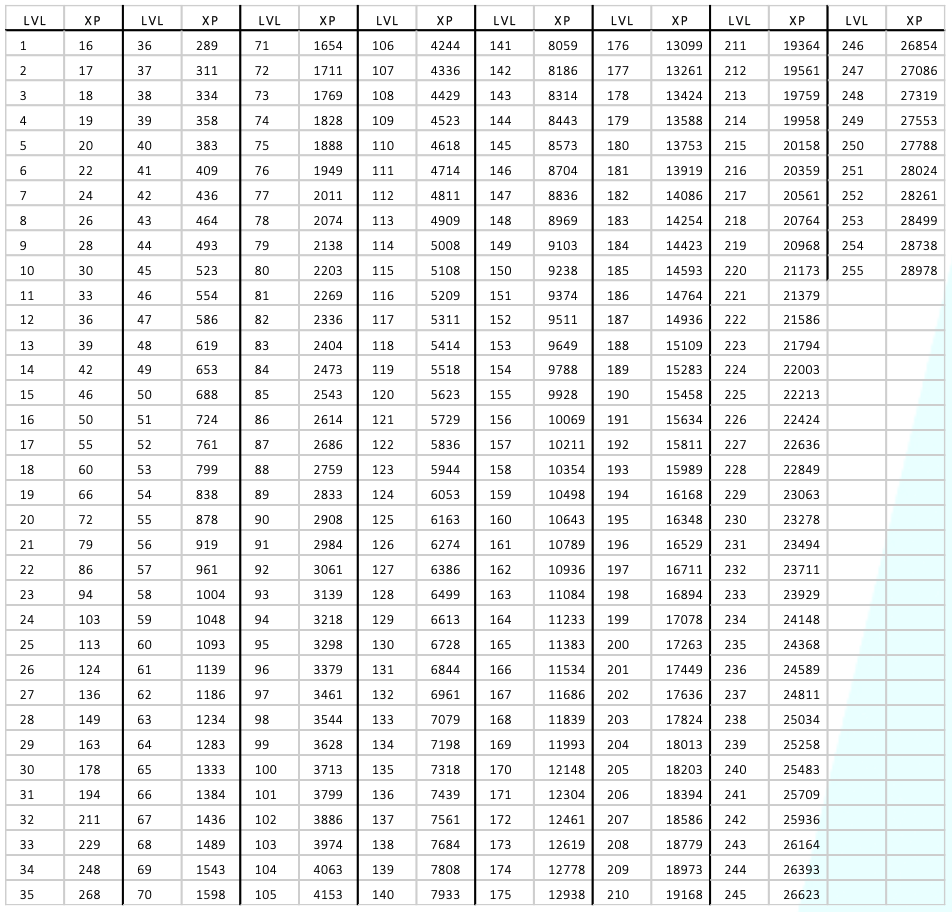 LVL XP LVL XP LVL XP LVL XP LVL XP LVL XP LVL XP LVL XP
1 16 36 289 71 1654 106 4244 141 8059 176 13099 211 19364 246 26854
2 17 37 311 72 1711 107 4336 142 8186 177 13261 212 19561 247 27086
3 18 38 334 73 1769 108 4429 143 8314 178 13424 213 19759 248 27319
4 19 39 358 74 1828 109 4523 144 8443 179 13588 214 19958 249 27553
5 20 40 383 75 1888 110 4618 145 8573 180 13753 215 20158 250 27788
6 22 41 409 76 1949 111 4714 146 8704 181 13919 216 20359 251 28024
7 24 42 436 77 2011 112 4811 147 8836 182 14086 217 20561 252 28261
8 26 43 464 78 2074 113 4909 148 8969 183 14254 218 20764 253 28499
9 28 44 493 79 2138 114 5008 149 9103 184 14423 219 20968 254 28738
10 30 45 523 80 2203 115 5108 150 9238 185 14593 220 21173 255 28978
11 33 46 554 81 2269 116 5209 151 9374 186 14764 221 21379
12 36 47 586 82 2336 117 5311 152 9511 187 14936 222 21586
13 39 48 619 83 2404 118 5414 153 9649 188 15109 223 21794
14 42 49 653 84 2473 119 5518 154 9788 189 15283 224 22003
15 46 50 688 85 2543 120 5623 155 9928 190 15458 225 22213
16 50 51 724 86 2614 121 5729 156 10069 191 15634 226 22424
17 55 52 761 87 2686 122 5836 157 10211 192 15811 227 22636
18 60 53 799 88 2759 123 5944 158 10354 193 15989 228 22849
19 66 54 838 89 2833 124 6053 159 10498 194 16168 229 23063
20 72 55 878 90 2908 125 6163 160 10643 195 16348 230 23278
21 79 56 919 91 2984 126 6274 161 10789 196 16529 231 23494
22 86 57 961 92 3061 127 6386 162 10936 197 16711 232 23711
23 94 58 1004 93 3139 128 6499 163 11084 198 16894 233 23929
24 103 59 1048 94 3218 129 6613 164 11233 199 17078 234 24148
25 113 60 1093 95 3298 130 6728 165 11383 200 17263 235 24368
26 124 61 1139 96 3379 131 6844 166 11534 201 17449 236 24589
27 136 62 1186 97 3461 132 6961 167 11686 202 17636 237 24811
28 149 63 1234 98 3544 133 7079 168 11839 203 17824 238 25034
29 163 64 1283 99 3628 134 7198 169 11993 204 18013 239 25258
30 178 65 1333 100 3713 135 7318 170 12148 205 18203 240 25483
31 194 66 1384 101 3799 136 7439 171 12304 206 18394 241 25709
32 211 67 1436 102 3886 137 7561 172 12461 207 18586 242 25936
33 229 68 1489 103 3974 138 7684 173 12619 208 18779 243 26164
34 248 69 1543 104 4063 139 7808 174 12778 209 18973 244 26393
35 268 70 1598 105 4153 140 7933 175 12938 210 19168 245 26623